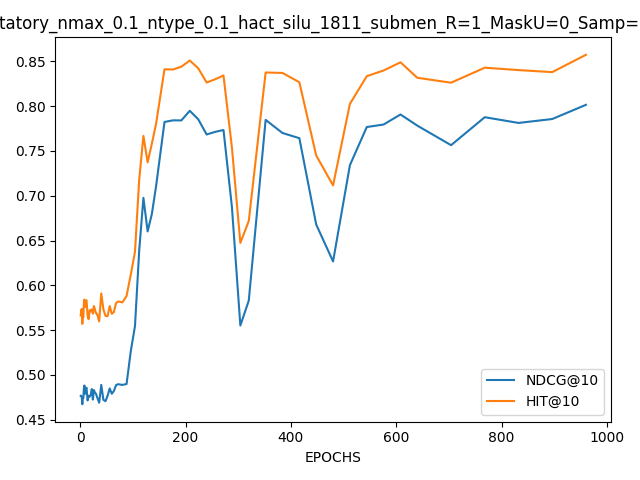 tatory_nmax_0.1_ntype_0.1_hact_silu_1811_submen_R=1_MaskU=0_Samp=
0.85
0.80
0.75
0.70
0.65
0.60
0.55
0.50
0.45
NDCG@10
HIT@10
0 200 400 600 800 1000
EPOCHS